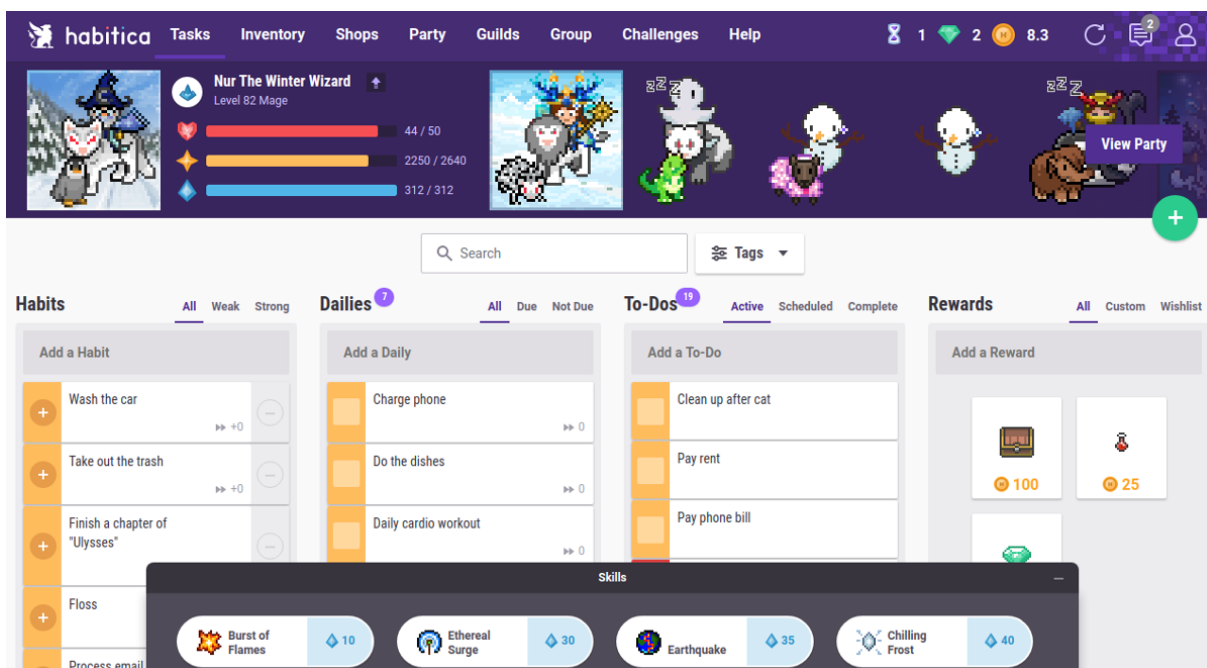 habitica Tasks Inventory Shops Party Guilds Group Challenges Help 1 2 8.3 2
Nur The Winter Wizard
Level 82 Mage
44 / 50
2250 / 2640
312 / 312
View Party
Search
Tags
Habits All Weak Strong
Add a Habit
Wash the car
+0
Take out the trash
+0
Finish a chapter of
"Ulysses"
Floss
Process email
Dailies 7 All Due Not Due
Add a Daily
Charge phone
0
Do the dishes
0
Daily cardio workout
0
To-Dos 19 Active Scheduled Complete
Add a To-Do
Clean up after cat
Pay rent
Pay phone bill
Rewards All Custom Wishlist
Add a Reward
100
25
Skills
Burst of
Flames
10
Ethereal
Surge
30
Earthquake
35
Chilling
Frost
40